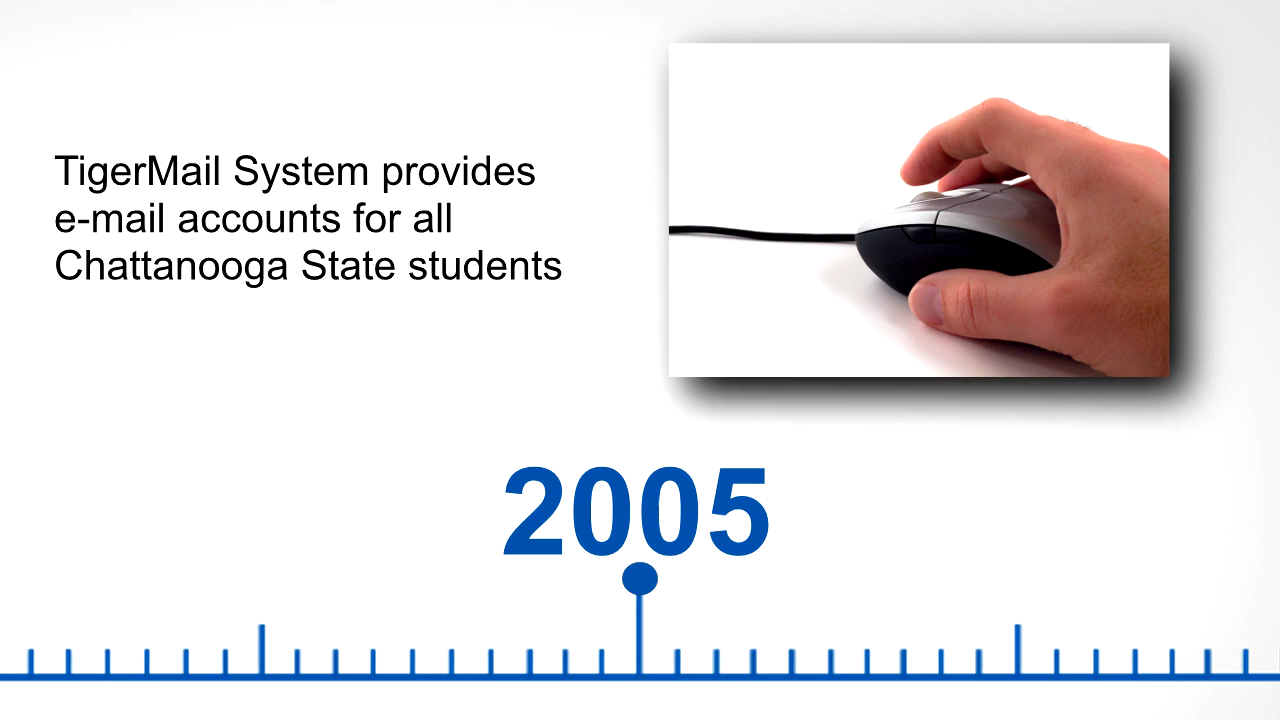 TigerMail System provides
e-mail accounts for all
Chattanooga State students
2005